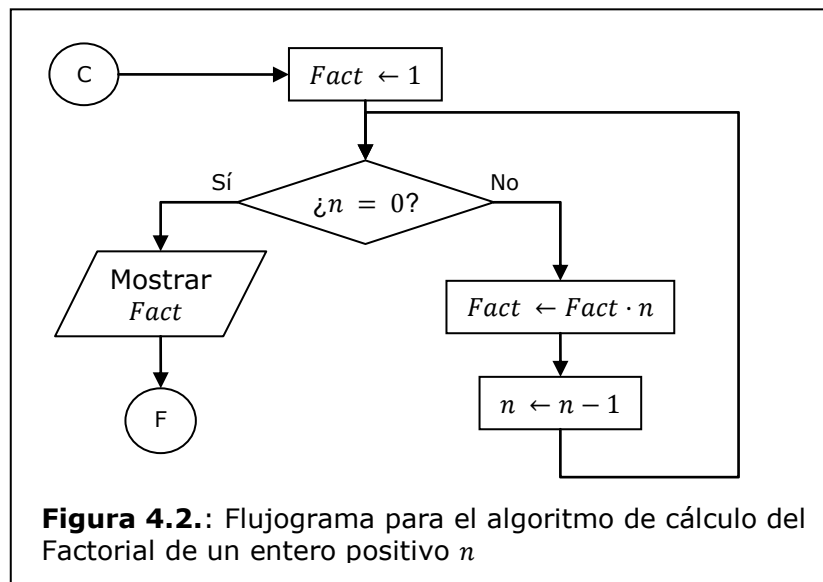 C
Fact ← 1
Sí
¿n = 0?
No
Mostrar
Fact
Fact ← Fact · n
n ← n − 1
F
Figura 4.2.: Flujograma para el algoritmo de cálculo del
Factorial de un entero positivo n